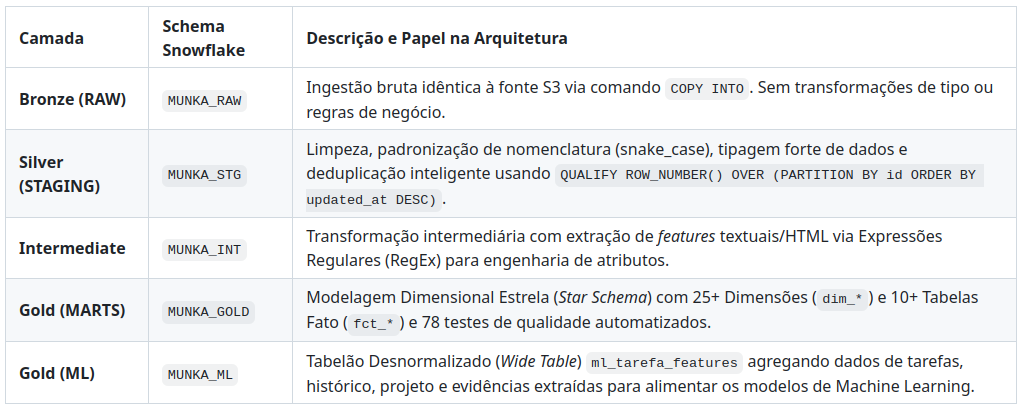 Camada
Schema
Snowflake
Descrição e Papel na Arquitetura
Bronze (RAW)
MUNKA_RAW
Ingestão bruta idêntica à fonte S3 via comando COPY INTO. Sem transformações de tipo ou
regras de negócio.
Silver
(STAGING)
MUNKA_STG
Limpeza, padronização de nomenclatura (snake_case), tipagem forte de dados e
deduplicação inteligente usando QUALIFY ROW_NUMBER() OVER (PARTITION BY id ORDER BY
updated_at DESC).
Intermediate
MUNKA_INT
Transformação intermediária com extração de features textuais/HTML via Expressões
Regulares (RegEx) para engenharia de atributos.
Gold (MARTS)
MUNKA_GOLD
Modelagem Dimensional Estrela (Star Schema) com 25+ Dimensões (dim_*) e 10+ Tabelas
Fato (fct_*) e 78 testes de qualidade automatizados.
Gold (ML)
MUNKA_ML
Tabelão Desnormalizado (Wide Table) ml_tarefa_features agregando dados de tarefas,
histórico, projeto e evidências extraídas para alimentar os modelos de Machine Learning.